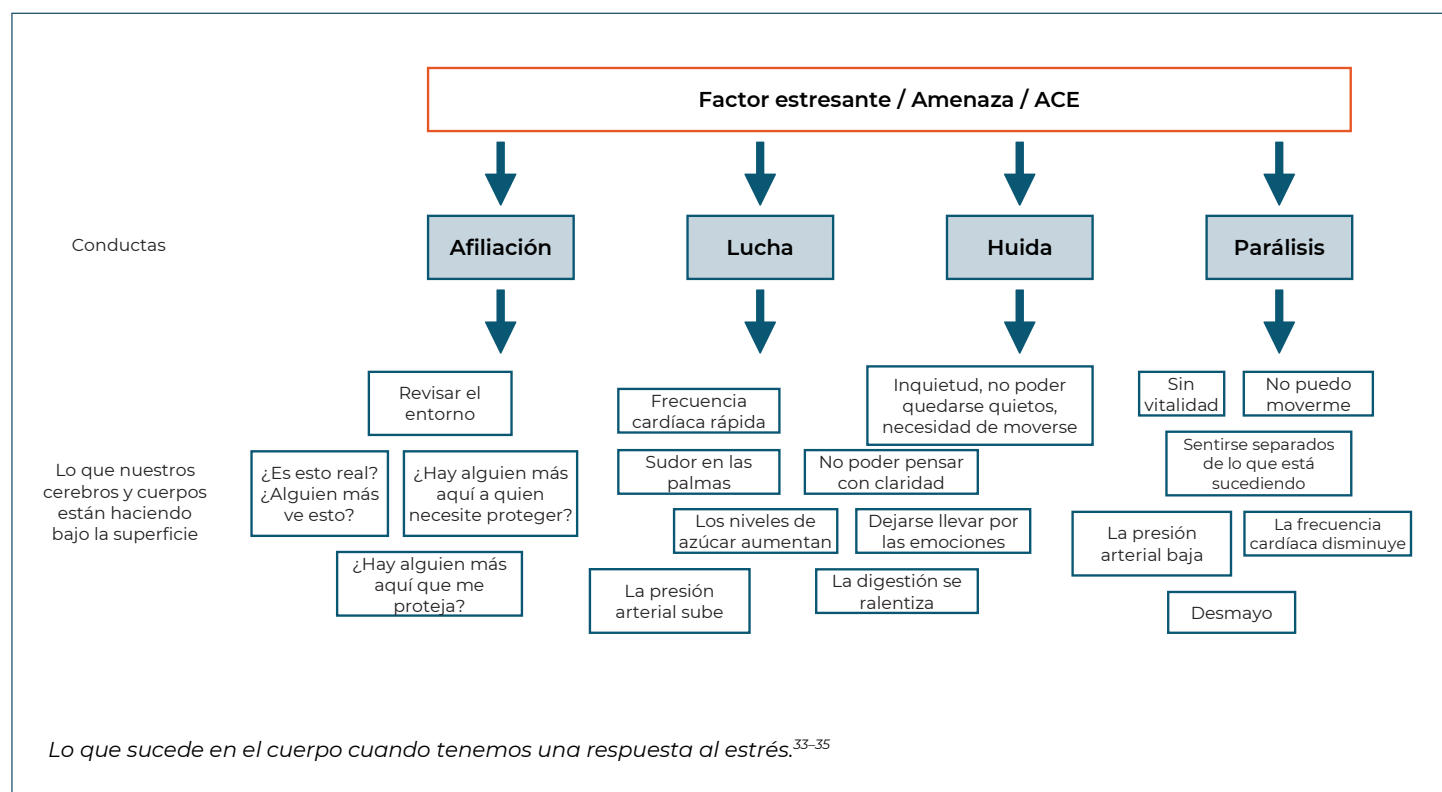 Factor estresante / Amenaza / ACE
Conductas
Afiliación
Lucha
Huida
Parálisis
Lo que nuestros
cerebros y cuerpos
están haciendo
bajo la superficie
Revisar el
entorno
¿Es esto real?
¿Alguien más
ve esto?
¿Hay alguien más
aquí a quien
necesite proteger?
¿Hay alguien más
aquí que me
proteja?
Frecuencia
cardíaca rápida
Sudor en las
palmas
Los niveles de
azúcar aumentan
La presión
arterial sube
Inquietud, no poder
quedarse quietos,
necesidad de moverse
No poder pensar
con claridad
Dejarse llevar por
las emociones
La digestión se
ralentiza
Sin
vitalidad
No puedo
moverme
Sentirse separados
de lo que está
sucediendo
La presión
arterial baja
La frecuencia
cardíaca disminuye
Desmayo
Lo que sucede en el cuerpo cuando tenemos una respuesta al estrés.33–35